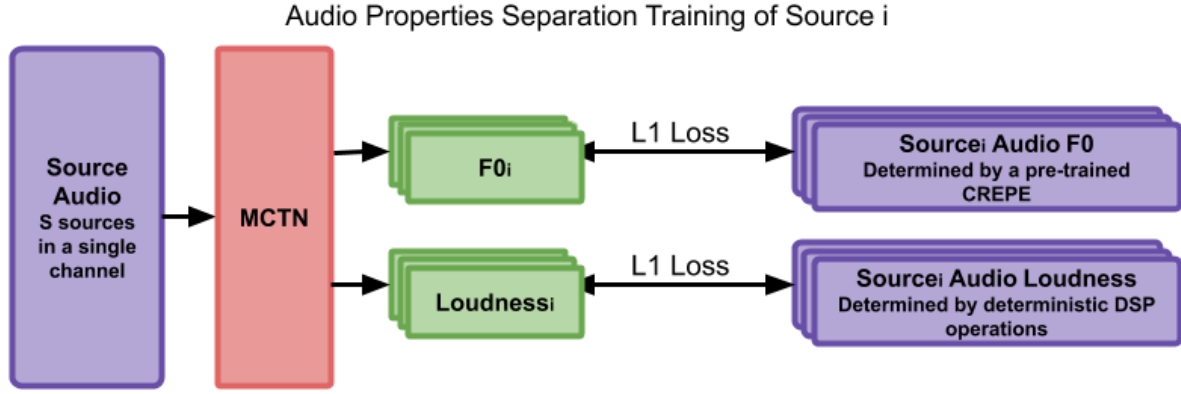 Audio Properties Separation Training of Source i
Source
Audio
S sources
in a single
channel
MCTN
F0i
L1 Loss
Sourcei Audio F0
Determined by a pre-trained
CREPE
Loudnessi
L1 Loss
Sourcei Audio Loudness
Determined by deterministic DSP
operations